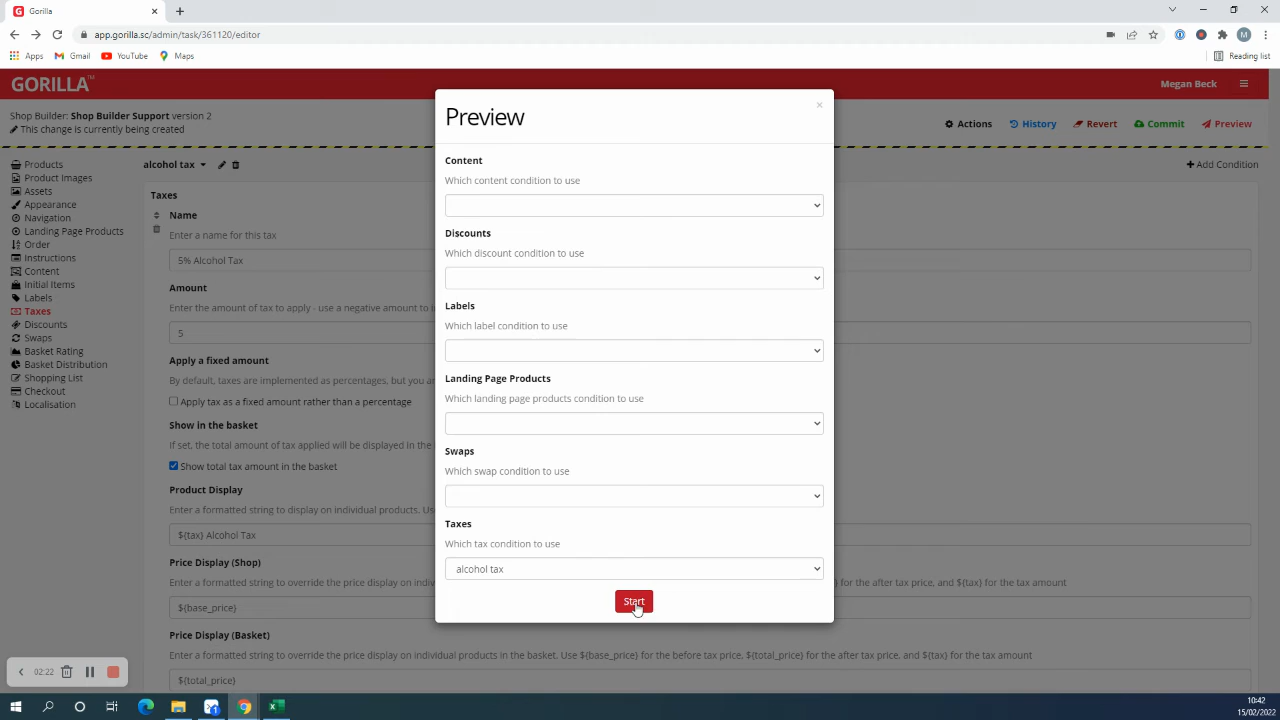 Gorilla
app.gorilla.sc/admin/task/361120/editor
Apps Gmail YouTube Maps Reading list
GORILLA™ Megan Beck
Shop Builder: Shop Builder Support version 2
This change is currently being created
Actions History Revert Commit Preview
Products
Product Images
Assets
Appearance
Navigation
Landing Page Products
Order
Instructions
Content
Initial Items
Labels
Taxes
Discounts
Swaps
Basket Rating
Basket Distribution
Shopping List
Checkout
Localisation
alcohol tax
Add Condition
Taxes
Name
Enter a name for this tax
5% Alcohol Tax
Amount
Enter the amount of tax to apply - use a negative amount to
5
Apply a fixed amount
By default, taxes are implemented as percentages, but you
Apply tax as a fixed amount rather than a percentage
Show in the basket
If set, the total amount of tax applied will be displayed in the
Show total tax amount in the basket
Product Display
Enter a formatted string to display on individual products.
${tax} Alcohol Tax
Price Display (Shop)
Enter a formatted string to override the price display on for the after tax price, and ${tax} for the tax amount
${base_price}
Price Display (Basket)
Enter a formatted string to override the price display on individual products in the basket. Use ${base_price} for the before tax price, ${total_price} for the after tax price, and ${tax} for the tax amount
${total_price}
Preview
×
Content
Which content condition to use
Discounts
Which discount condition to use
Labels
Which label condition to use
Landing Page Products
Which landing page products condition to use
Swaps
Which swap condition to use
Taxes
Which tax condition to use
alcohol tax
Start
02:22
10:42
15/02/2022